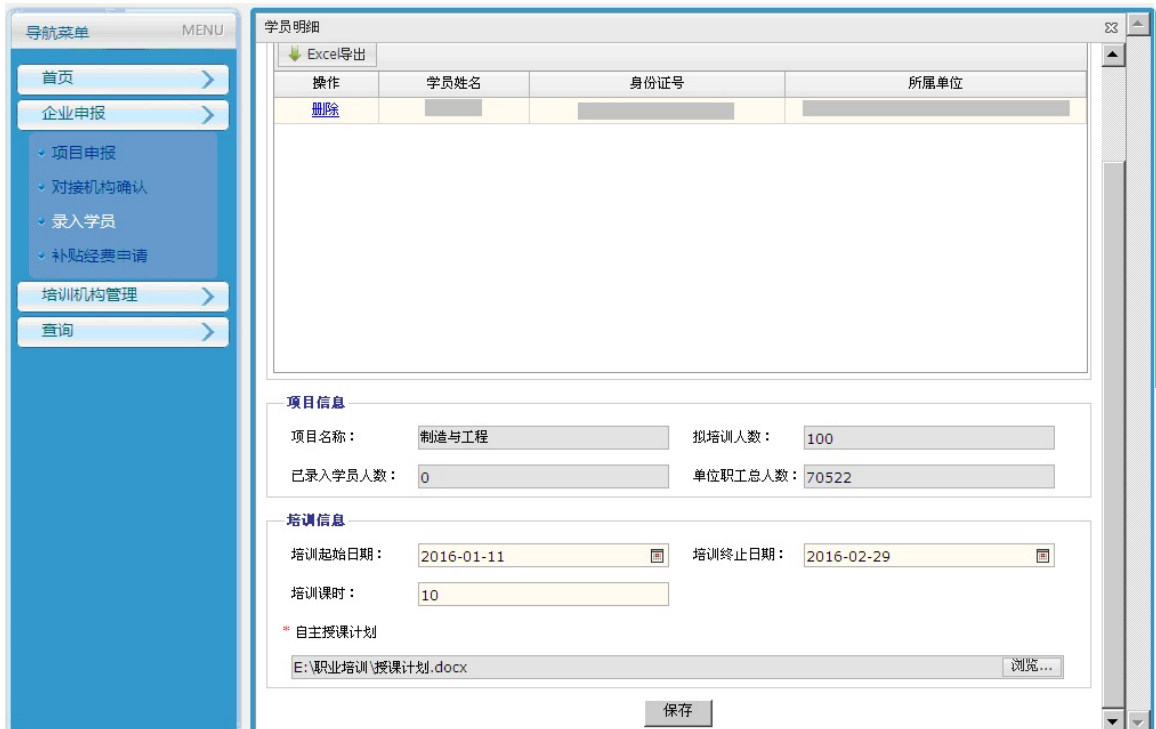 导航菜单 MENU
首页
企业申报
项目申报
对接机构确认
录入学员
补贴经费申请
培训机构管理
查询
学员明细
Excel导出
操作 学员姓名 身份证号 所属单位
删除
项目信息
项目名称： 制造与工程 拟培训人数： 100
已录入学员人数： 0 单位职工总人数： 70522
培训信息
培训起始日期： 2016-01-11 培训终止日期： 2016-02-29
培训课时： 10
* 自主授课计划
E:\职业培训\授课计划.docx 浏览...
保存